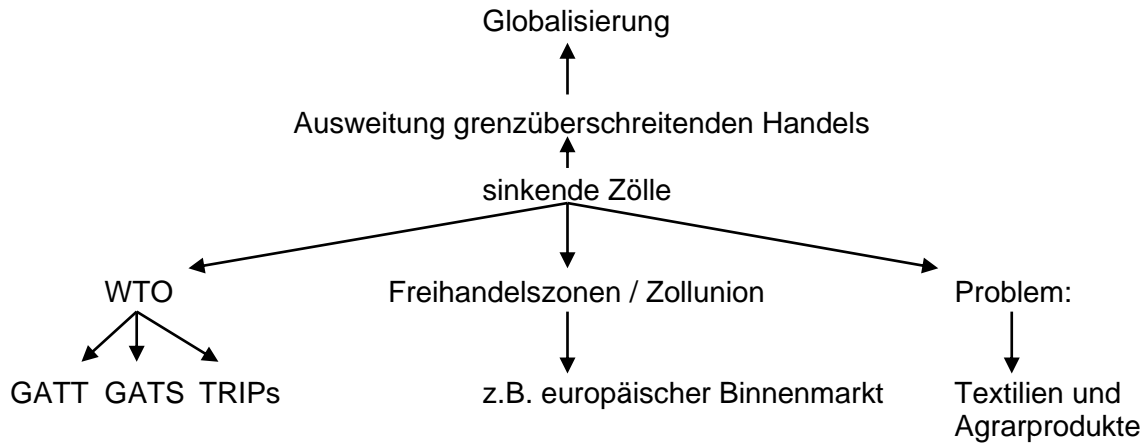 Globalisierung
Ausweitung grenzüberschreitenden Handels
sinkende Zölle
WTO Freihandelszonen / Zollunion Problem:
GATT GATS TRIPs z.B. europäischer Binnenmarkt Textilien und
Agrarprodukte